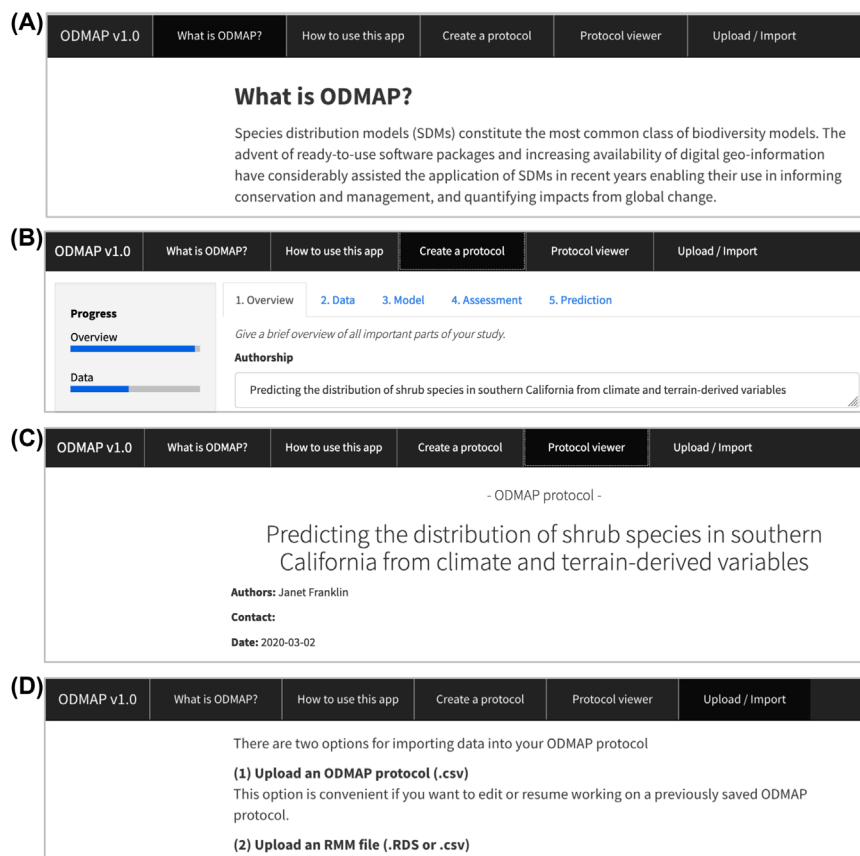 (A)
ODMAP v1.0 What is ODMAP? How to use this app Create a protocol Protocol viewer Upload / Import
What is ODMAP?
Species distribution models (SDMs) constitute the most common class of biodiversity models. The
advent of ready-to-use software packages and increasing availability of digital geo-information
have considerably assisted the application of SDMs in recent years enabling their use in informing
conservation and management, and quantifying impacts from global change.
(B)
ODMAP v1.0 What is ODMAP? How to use this app Create a protocol Protocol viewer Upload / Import
Progress
Overview
Data
1. Overview 2. Data 3. Model 4. Assessment 5. Prediction
Give a brief overview of all important parts of your study.
Authorship
Predicting the distribution of shrub species in southern California from climate and terrain-derived variables
(C)
ODMAP v1.0 What is ODMAP? How to use this app Create a protocol Protocol viewer Upload / Import
- ODMAP protocol -
Predicting the distribution of shrub species in southern
California from climate and terrain-derived variables
Authors: Janet Franklin
Contact:
Date: 2020-03-02
(D)
ODMAP v1.0 What is ODMAP? How to use this app Create a protocol Protocol viewer Upload / Import
There are two options for importing data into your ODMAP protocol
(1) Upload an ODMAP protocol (.csv)
This option is convenient if you want to edit or resume working on a previously saved ODMAP
protocol.
(2) Upload an RMM file (.RDS or .csv)